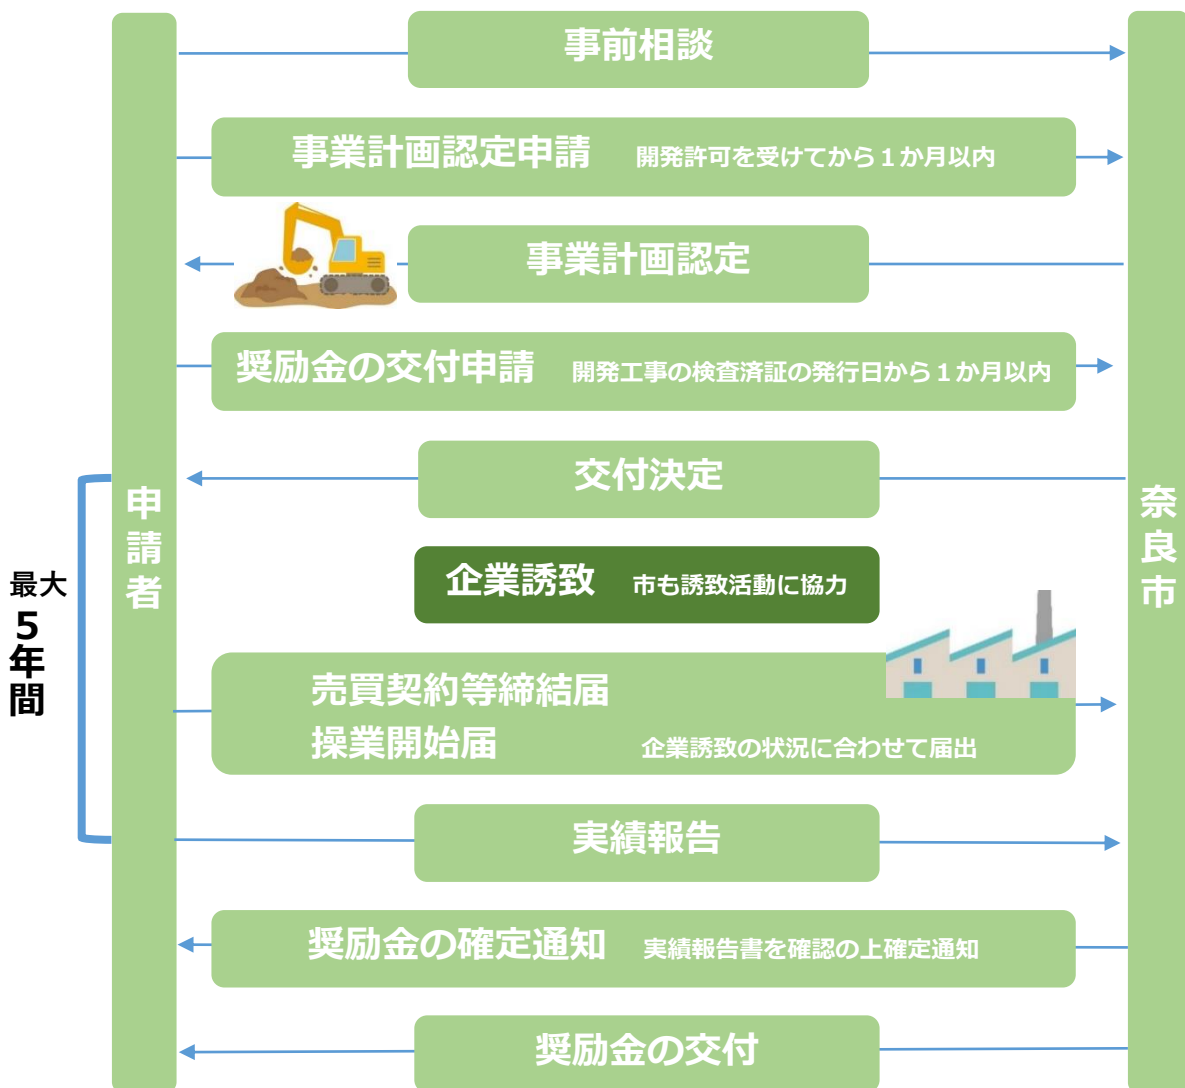 事前相談
事業計画認定申請 開発許可を受けてから１か月以内
事業計画認定
奨励金の交付申請 開発工事の検査済証の発行日から１か月以内
交付決定
申請者
奈良市
企業誘致 市も誘致活動に協力
最大
5
年
間
売買契約等締結届
操業開始届 企業誘致の状況に合わせて届出
実績報告
奨励金の確定通知 実績報告書を確認の上確定通知
奨励金の交付